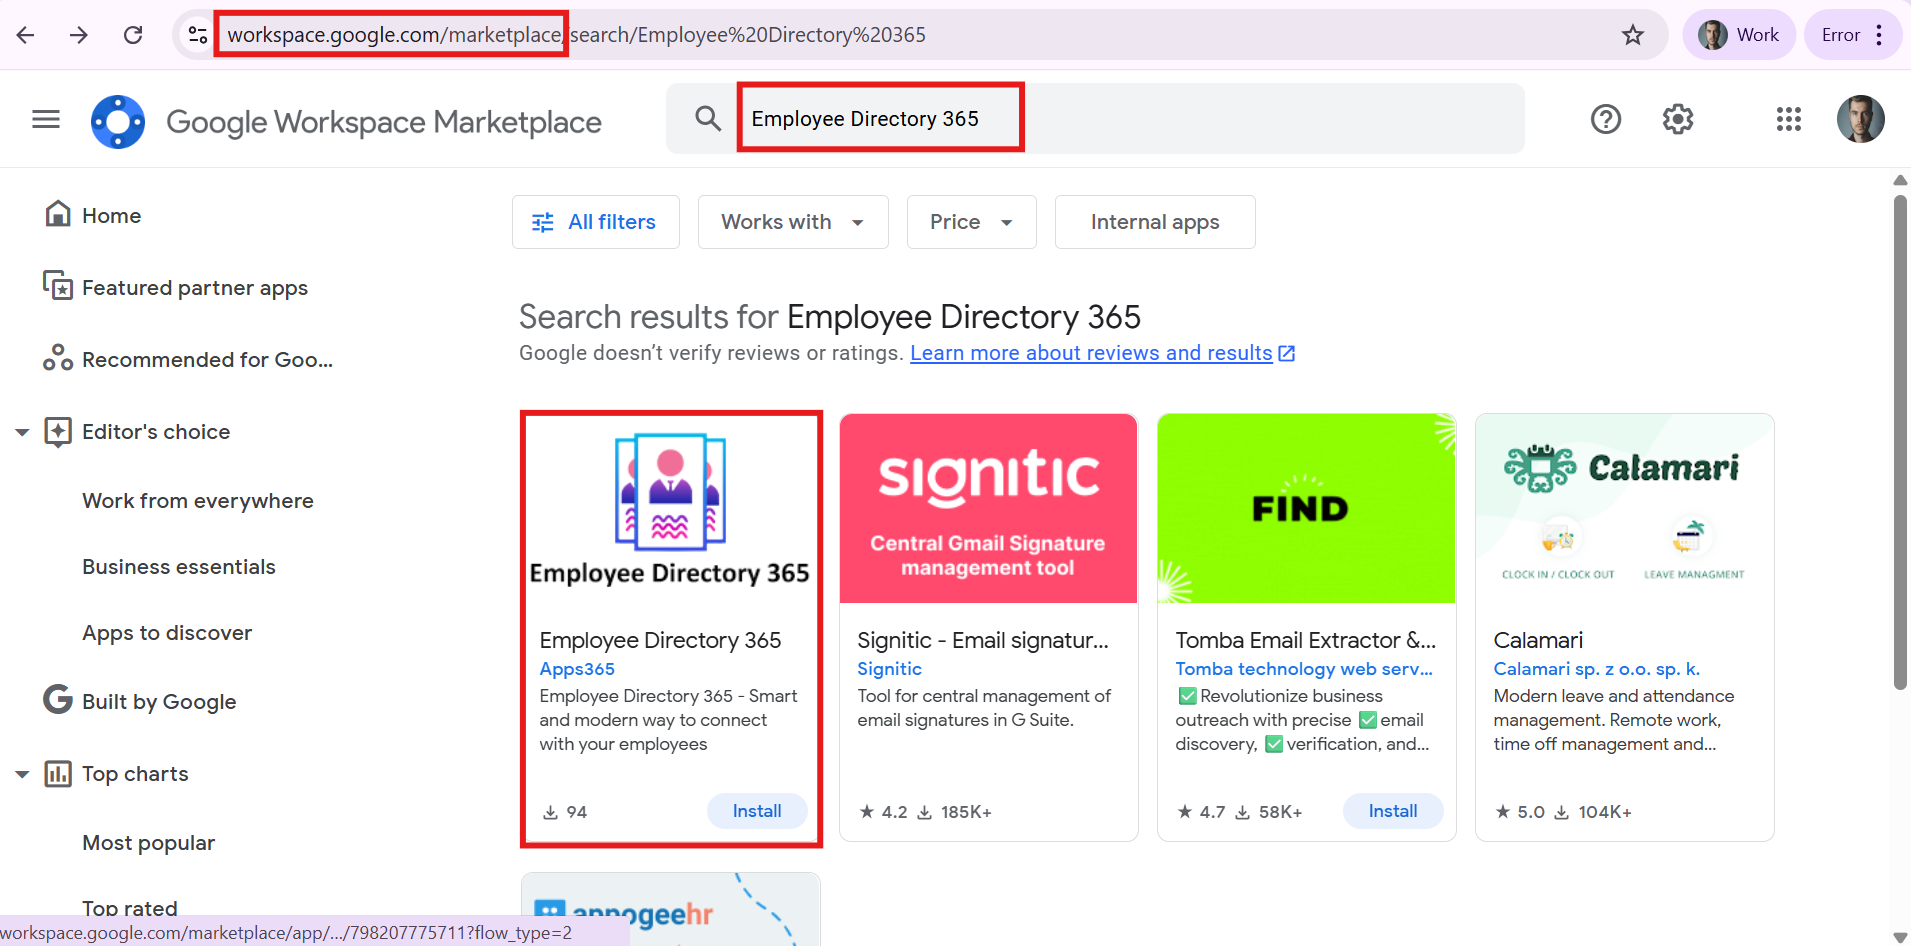 workspace.google.com/marketplace/search/Employee%20Directory%20365
Work
Error
Google Workspace Marketplace
Employee Directory 365
Home
Featured partner apps
Recommended for Goo...
Editor's choice
Work from everywhere
Business essentials
Apps to discover
Built by Google
Top charts
Most popular
Top rated
All filters
Works with
Price
Internal apps
Search results for Employee Directory 365
Google doesn't verify reviews or ratings. Learn more about reviews and results
Employee Directory 365
Employee Directory 365
Apps365
Employee Directory 365 - Smart
and modern way to connect
with your employees
94
Install
signitic
Central Gmail Signature
management tool
Signitic - Email signatur...
Signitic
Tool for central management of
email signatures in G Suite.
4.2 185K+
FIND
Tomba Email Extractor &...
Tomba technology web serv...
✅Revolutionize business
outreach with precise ✅email
discovery, ✅verification, and...
4.7 58K+
Install
Calamari
CLOCK IN / CLOCK OUT
LEAVE MANAGMENT
Calamari
Calamari sp. z o.o. sp. k.
Modern leave and attendance
management. Remote work,
time off management and...
5.0 104K+
appogeehr
workspace.google.com/marketplace/app/.../798207775711?flow_type=2